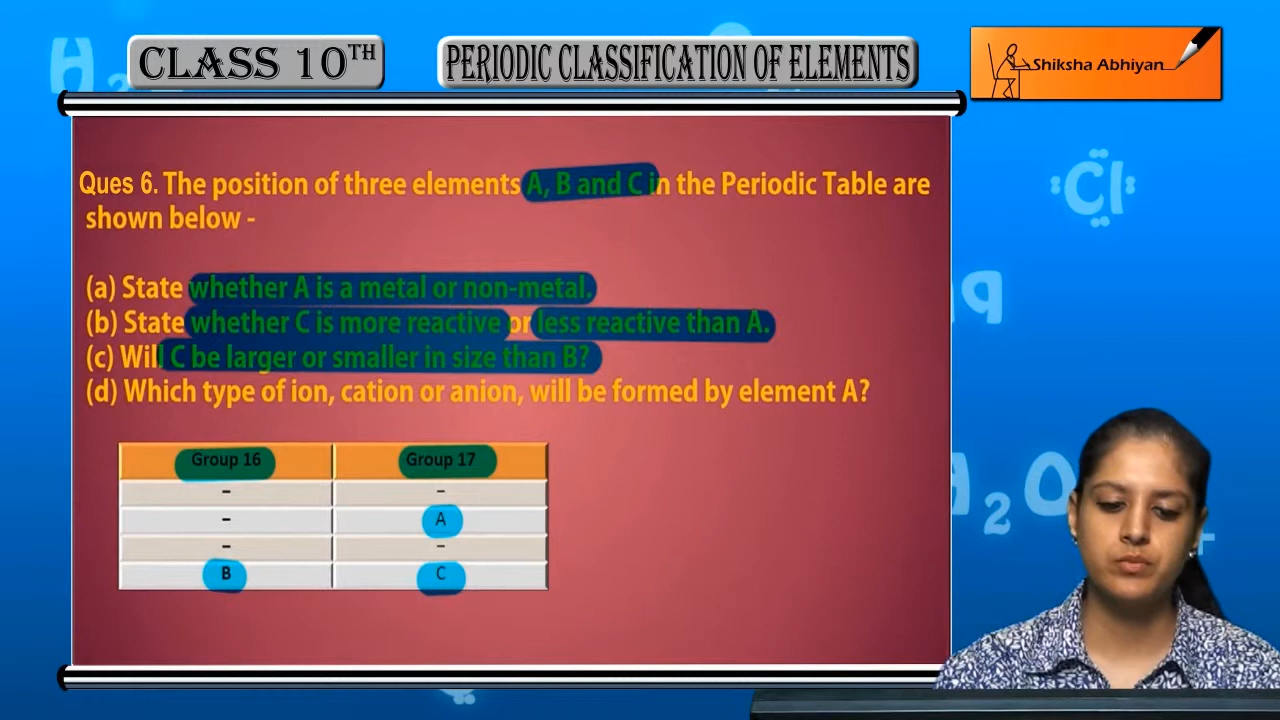 CLASS 10TH
PERIODIC CLASSIFICATION OF ELEMENTS
Shiksha Abhiyan
Ques 6. The position of three elements A, B and C in the Periodic Table are
shown below -
(a) State whether A is a metal or non-metal.
(b) State whether C is more reactive or less reactive than A.
(c) Will C be larger or smaller in size than B?
(d) Which type of ion, cation or anion, will be formed by element A?
Group 16 Group 17
- -
- A
- -
B C
H2
Cl
H2O